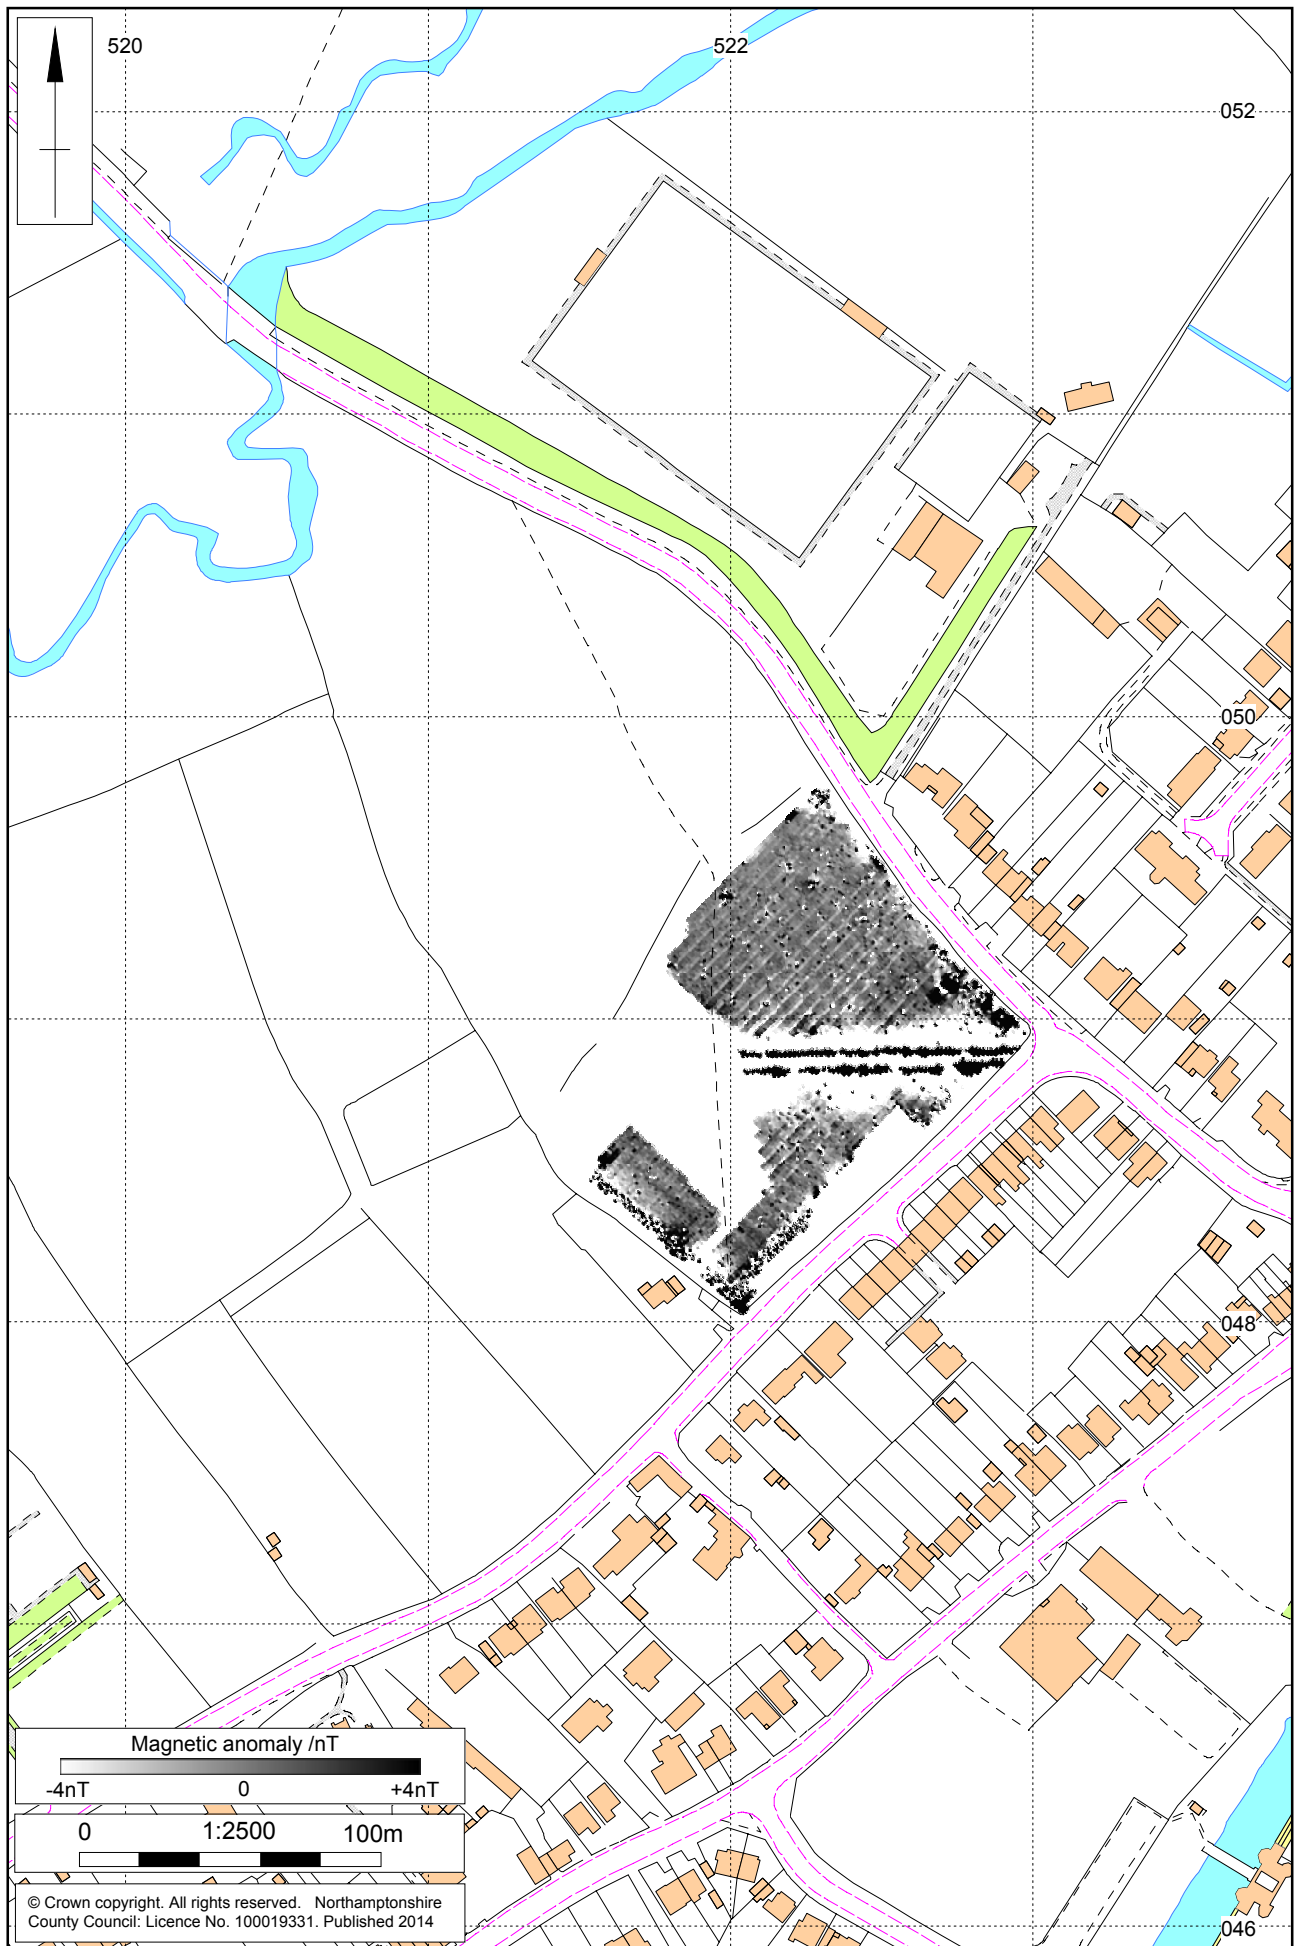 520
522
052
050
048
Magnetic anomaly /nT
-4nT 0 +4nT
0 1:2500 100m
© Crown copyright. All rights reserved. Northamptonshire
County Council: Licence No. 100019331. Published 2014
046